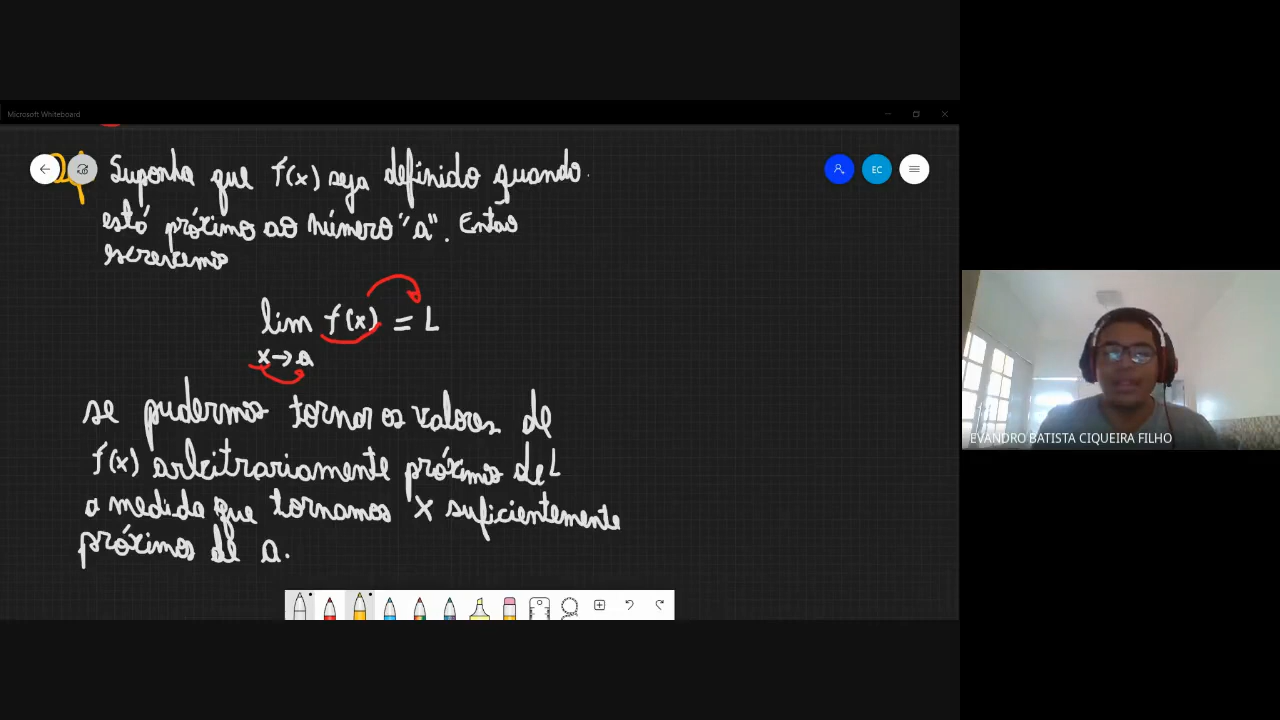 Microsoft Whiteboard
EC
Suponha que f(x) seja definido quando
está próximo ao número "a". Então
escrevemos
lim f(x) = L
x→a
se pudermos tornar os valores de
f(x) arbitrariamente próximos de L
a medida que tornamos x suficientemente
próximos de a.
EVANDRO BATISTA CIQUEIRA FILHO